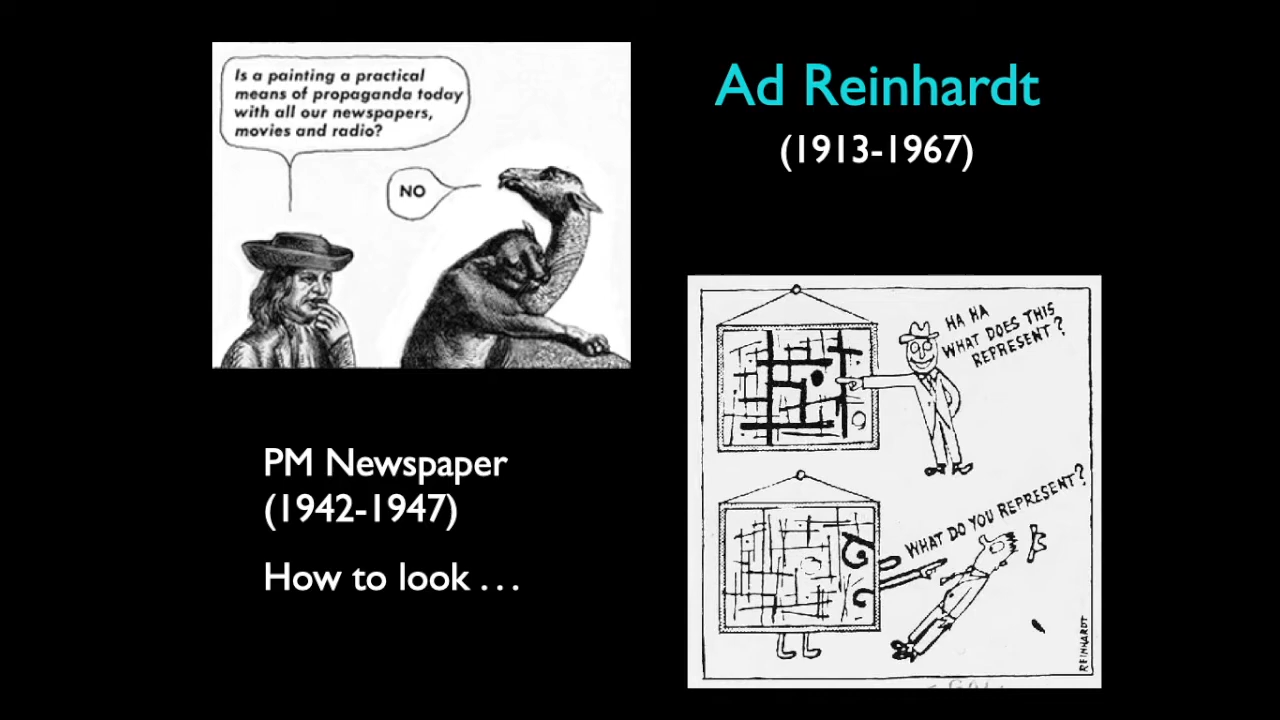 Is a painting a practical
means of propaganda today
with all our newspapers,
movies and radio?
NO
Ad Reinhardt
(1913-1967)
PM Newspaper
(1942-1947)
How to look . . .
HA HA
WHAT DOES THIS
REPRESENT?
WHAT DO YOU REPRESENT?
REINHARDT